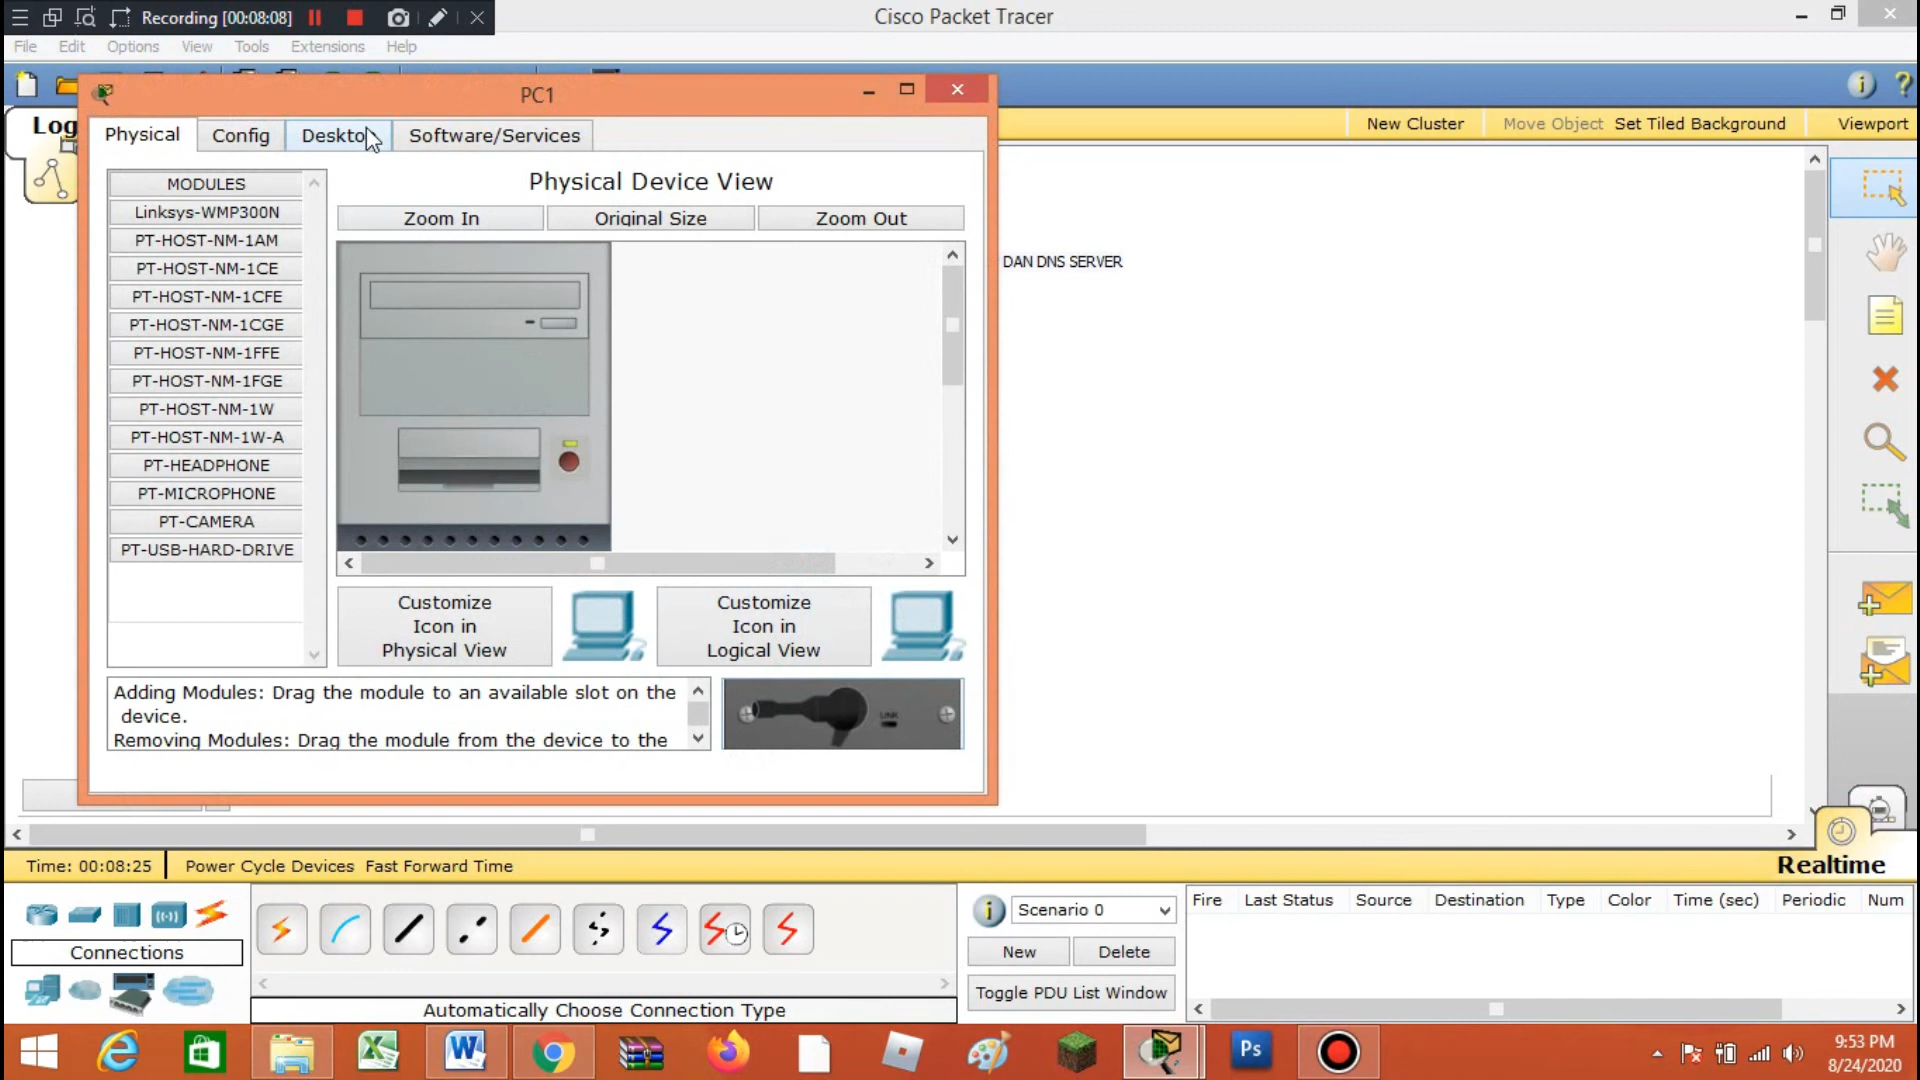 Recording [00:08:08]
Cisco Packet Tracer
File Edit Options View Tools Extensions Help
PC1
New Cluster Move Object Set Tiled Background Viewport
Physical Config Software/Services
MODULES
Linksys-WMP300N
PT-HOST-NM-1AM
PT-HOST-NM-1CE
PT-HOST-NM-1CFE
PT-HOST-NM-1CGE
PT-HOST-NM-1FFE
PT-HOST-NM-1FGE
PT-HOST-NM-1W
PT-HOST-NM-1W-A
PT-HEADPHONE
PT-MICROPHONE
PT-CAMERA
PT-USB-HARD-DRIVE
Physical Device View
Zoom In Original Size Zoom Out
DAN DNS SERVER
Customize
Icon in
Physical View
Customize
Icon in
Logical View
Adding Modules: Drag the module to an available slot on the
device.
Removing Modules: Drag the module from the device to the
LINK
Time: 00:08:25 Power Cycle Devices Fast Forward Time
Realtime
Connections
Automatically Choose Connection Type
Scenario 0
New Delete
Toggle PDU List Window
Fire Last Status Source Destination Type Color Time (sec) Periodic Num
Ps
9:53 PM
8/24/2020